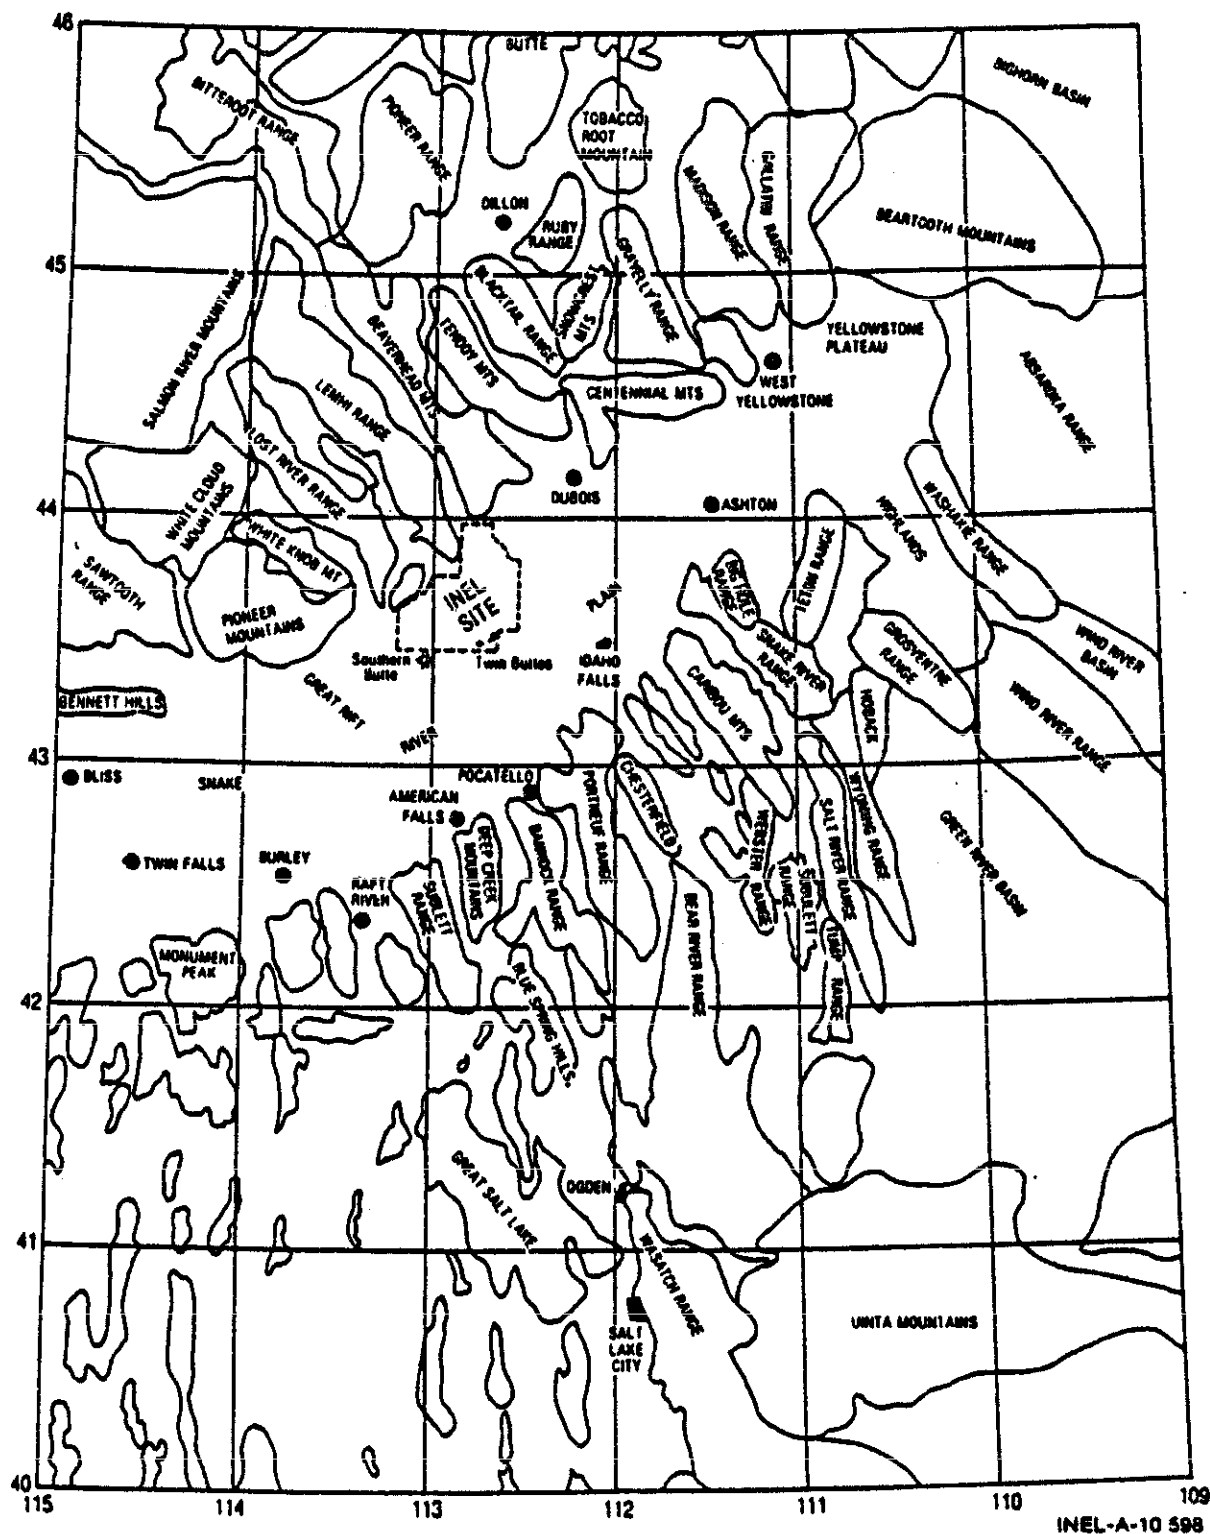 46
BUTTE
BIGHORN BASIN
BITTEROOT RANGE
PIONEER RANGE
TOBACCO
ROOT
MOUNTAIN
MADISON RANGE
GALLATIN RANGE
BEARTOOTH MOUNTAINS
DILLON
RUBY
RANGE
45
SALMON RIVER MOUNTAINS
BEAVERHEAD MTS
TENDOY MTS
BLACKTAIL RANGE
SNOWCREST
MTS
GRAVELLY RANGE
YELLOWSTONE
PLATEAU
ABSAROKA RANGE
WEST
YELLOWSTONE
CENTENNIAL MTS
LEMHI RANGE
LOST RIVER RANGE
WHITE CLOUD
MOUNTAINS
DUBOIS
ASHTON
44
WHITE KNOB MT
HIGHLANDS
WASHAKIE RANGE
SAWTOOTH
RANGE
PIONEER
MOUNTAINS
INEL
SITE
PLAIN
BIG HOLE
RANGE
TETON RANGE
SNAKE RIVER
RANGE
GROSVENTNE
RANGE
WIND RIVER
BASIN
Southern
Butte
Twin Buttes
IDAHO
FALLS
BENNETT HILLS
GREAT RIFT
CARIBOU MTS
HOBACK
WIND RIVER RANGE
43
RIVER
BLISS
SNAKE
POCATELLO
AMERICAN
FALLS
PORTNEUF RANGE
CHESTERFIELD
WEBSTER RANGE
SALT RIVER RANGE
WYOMING RANGE
GREEN RIVER BASIN
TWIN FALLS
BURLEY
RAFT
RIVER
SUBLETT
RANGE
DEEP CREEK
MOUNTAINS
BANNOCK RANGE
BEAR RIVER RANGE
S SUBULETT
RANGE
TUMP RANGE
MONUMENT
PEAK
BLUE SPRING HILLS.
42
GREAT SALT LAKE
OGDEN
41
WASATCH RANGE
SALT
LAKE
CITY
UINTA MOUNTAINS
40
115
114
113
112
111
110
109
INEL-A-10 598